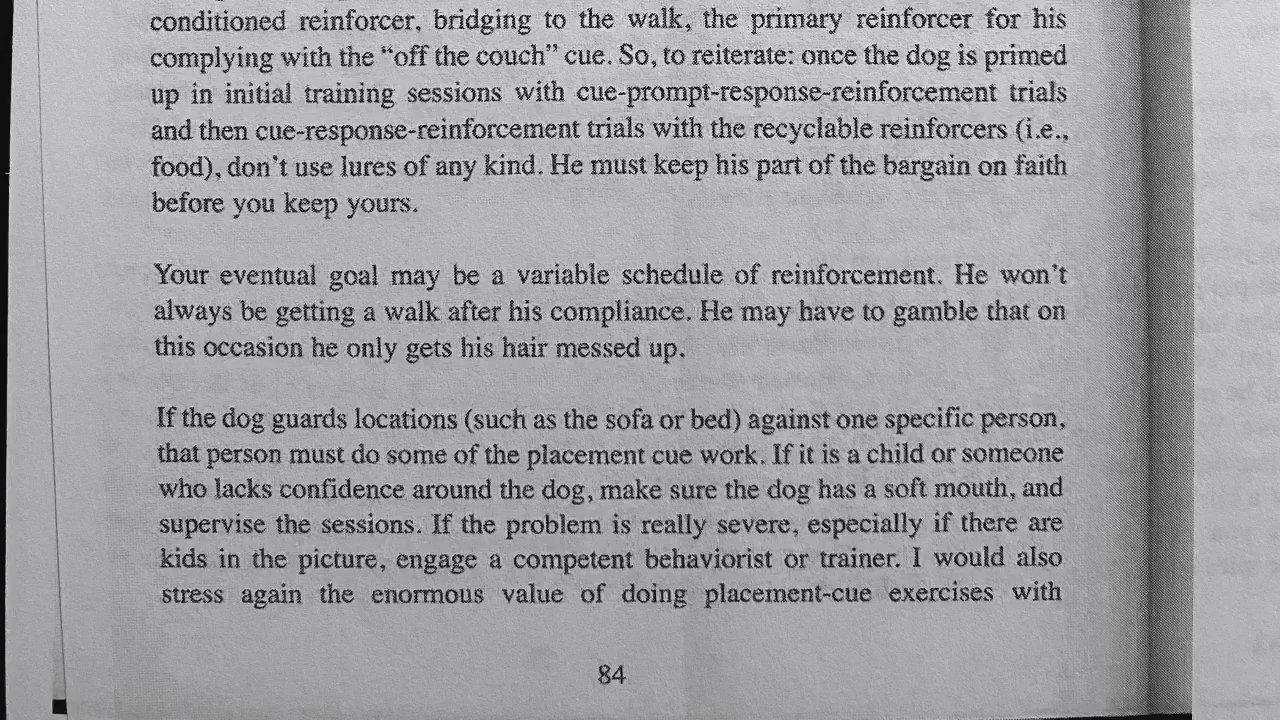 conditioned reinforcer, bridging to the walk, the primary reinforcer for his
complying with the “off the couch” cue. So, to reiterate: once the dog is primed
up in initial training sessions with cue-prompt-response-reinforcement trials
and then cue-response-reinforcement trials with the recyclable reinforcers (i.e.,
food), don’t use lures of any kind. He must keep his part of the bargain on faith
before you keep yours.
Your eventual goal may be a variable schedule of reinforcement. He won’t
always be getting a walk after his compliance. He may have to gamble that on
this occasion he only gets his hair messed up.
If the dog guards locations (such as the sofa or bed) against one specific person,
that person must do some of the placement cue work. If it is a child or someone
who lacks confidence around the dog, make sure the dog has a soft mouth, and
supervise the sessions. If the problem is really severe, especially if there are
kids in the picture, engage a competent behaviorist or trainer. I would also
stress again the enormous value of doing placement-cue exercises with
84